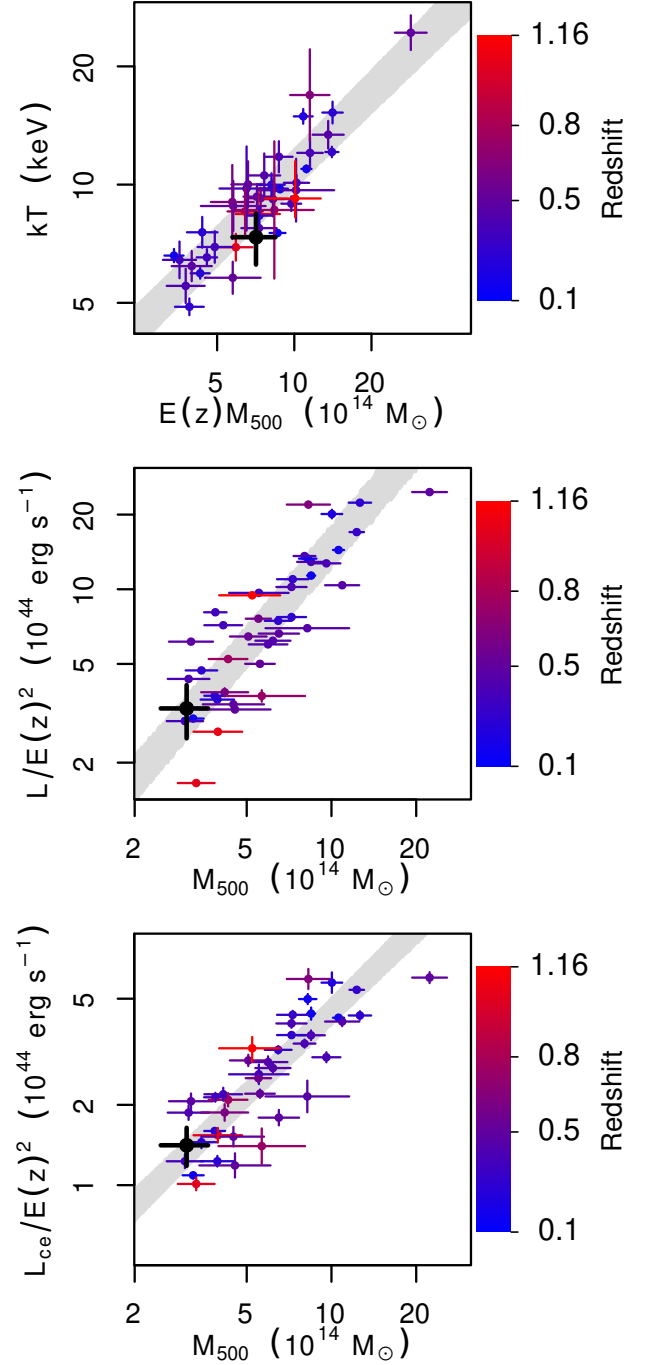 20
10
5
kT (keV)
5 10 20
E(z)M500 (10^14 M⊙)
1.16
0.8
0.5
0.1
Redshift
20
10
5
2
L/E(z)^2 (10^44 erg s^−1)
2 5 10 20
M500 (10^14 M⊙)
1.16
0.8
0.5
0.1
Redshift
5
2
1
Lce/E(z)^2 (10^44 erg s^−1)
2 5 10 20
M500 (10^14 M⊙)
1.16
0.8
0.5
0.1
Redshift